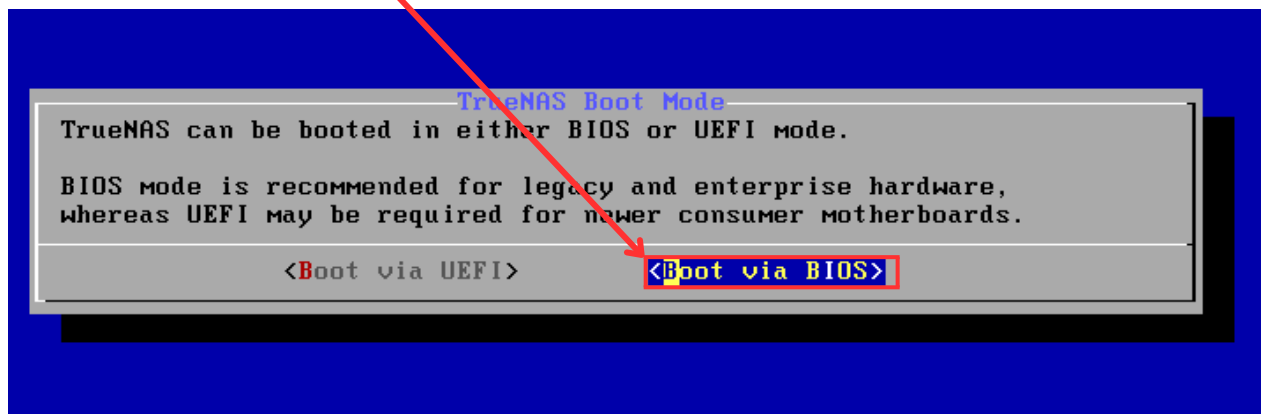 TrueNAS Boot Mode
TrueNAS can be booted in either BIOS or UEFI mode.
BIOS mode is recommended for legacy and enterprise hardware,
whereas UEFI may be required for newer consumer motherboards.
<Boot via UEFI> <Boot via BIOS>